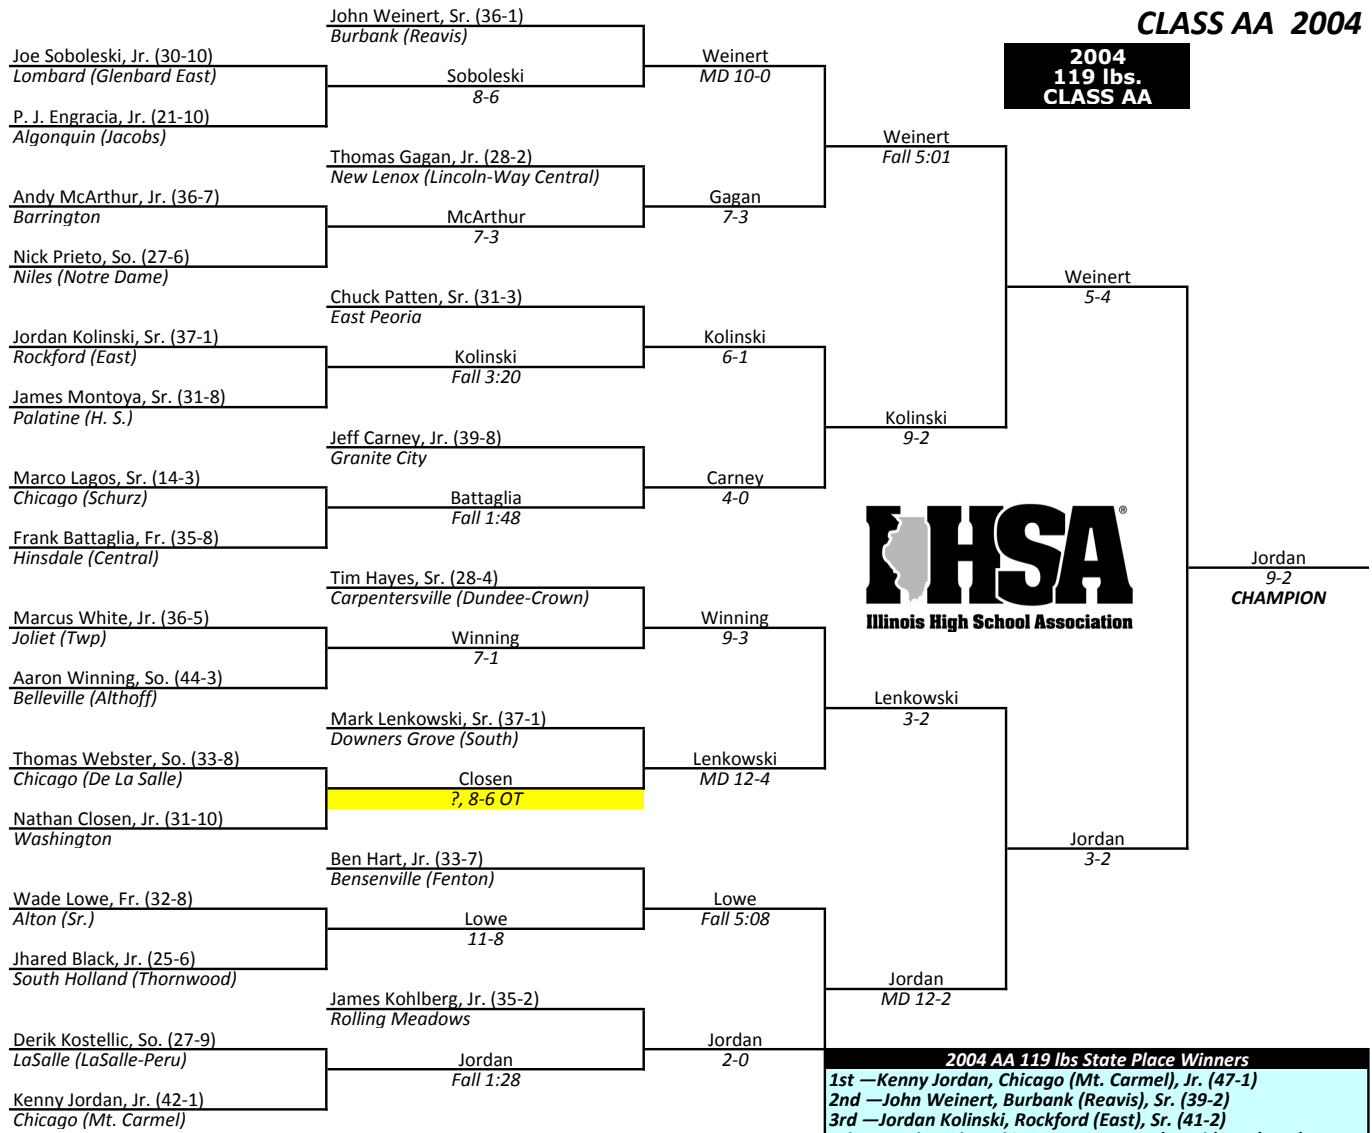 CLASS AA 2004
2004
119 lbs.
CLASS AA
Joe Soboleski, Jr. (30-10)
Lombard (Glenbard East)
P. J. Engracia, Jr. (21-10)
Algonquin (Jacobs)
Andy McArthur, Jr. (36-7)
Barrington
Nick Prieto, So. (27-6)
Niles (Notre Dame)
Jordan Kolinski, Sr. (37-1)
Rockford (East)
James Montoya, Sr. (31-8)
Palatine (H. S.)
Marco Lagos, Sr. (14-3)
Chicago (Schurz)
Frank Battaglia, Fr. (35-8)
Hinsdale (Central)
Marcus White, Jr. (36-5)
Joliet (Twp)
Aaron Winning, So. (44-3)
Belleville (Althoff)
Thomas Webster, So. (33-8)
Chicago (De La Salle)
Nathan Closen, Jr. (31-10)
Washington
Wade Lowe, Fr. (32-8)
Alton (Sr.)
Jhared Black, Jr. (25-6)
South Holland (Thornwood)
Derik Kostellic, So. (27-9)
LaSalle (LaSalle-Peru)
Kenny Jordan, Jr. (42-1)
Chicago (Mt. Carmel)
John Weinert, Sr. (36-1)
Burbank (Reavis)
Soboleski
8-6
Thomas Gagan, Jr. (28-2)
New Lenox (Lincoln-Way Central)
McArthur
7-3
Chuck Patten, Sr. (31-3)
East Peoria
Kolinski
Fall 3:20
Jeff Carney, Jr. (39-8)
Granite City
Battaglia
Fall 1:48
Tim Hayes, Sr. (28-4)
Carpentersville (Dundee-Crown)
Winning
7-1
Mark Lenkowski, Sr. (37-1)
Downers Grove (South)
Closen
?, 8-6 OT
Ben Hart, Jr. (33-7)
Bensenville (Fenton)
Lowe
11-8
James Kohlberg, Jr. (35-2)
Rolling Meadows
Jordan
Fall 1:28
Weinert
MD 10-0
Gagan
7-3
Kolinski
6-1
Carney
4-0
Winning
9-3
Lenkowski
MD 12-4
Lowe
Fall 5:08
Jordan
2-0
Weinert
Fall 5:01
Kolinski
9-2
Lenkowski
3-2
Jordan
MD 12-2
Weinert
5-4
Jordan
3-2
Jordan
9-2
CHAMPION
IHSA®
Illinois High School Association
2004 AA 119 lbs State Place Winners
1st —Kenny Jordan, Chicago (Mt. Carmel), Jr. (47-1)
2nd —John Weinert, Burbank (Reavis), Sr. (39-2)
3rd —Jordan Kolinski, Rockford (East), Sr. (41-2)